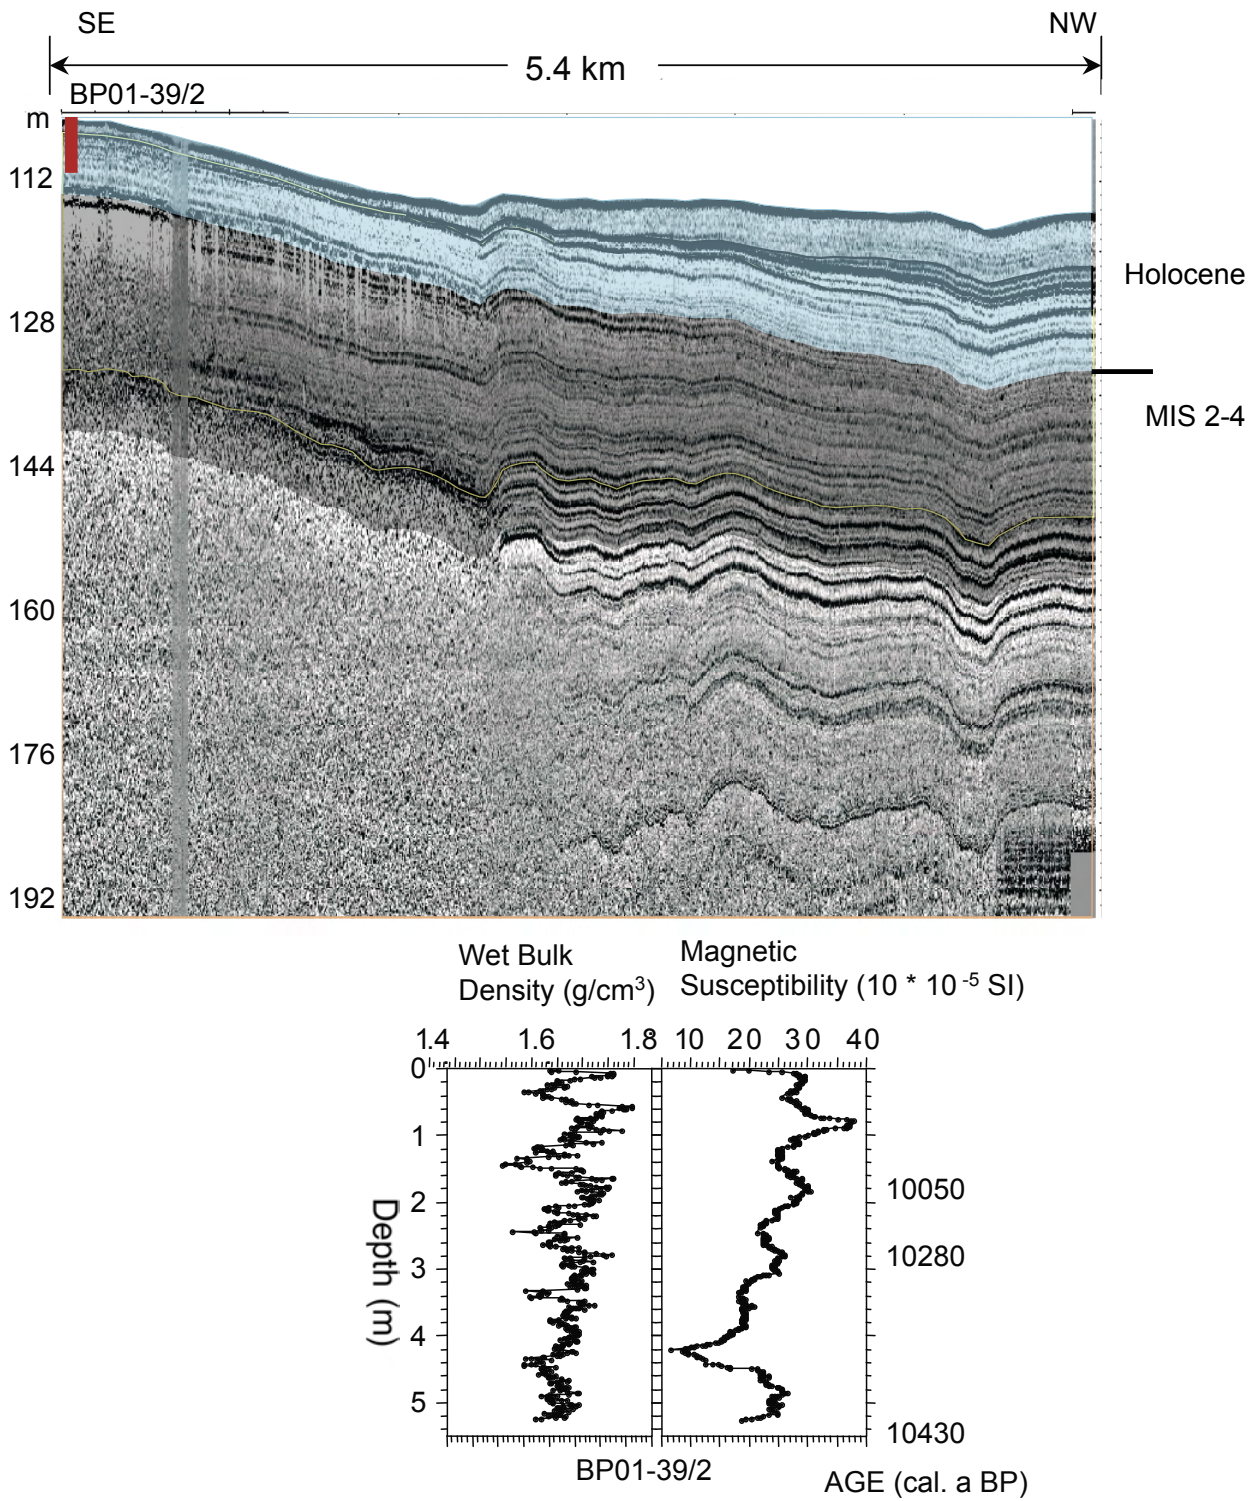 SE NW
5.4 km
BP01-39/2
m
112
Holocene
128
MIS 2-4
144
160
176
192
Wet Bulk
Density (g/cm³)
Magnetic
Susceptibility (10 * 10⁻⁵ SI)
1.4 1.6 1.8 10 20 30 40
0
1
10050
2
10280
3
Depth (m)
4
5
10430
BP01-39/2
AGE (cal. a BP)